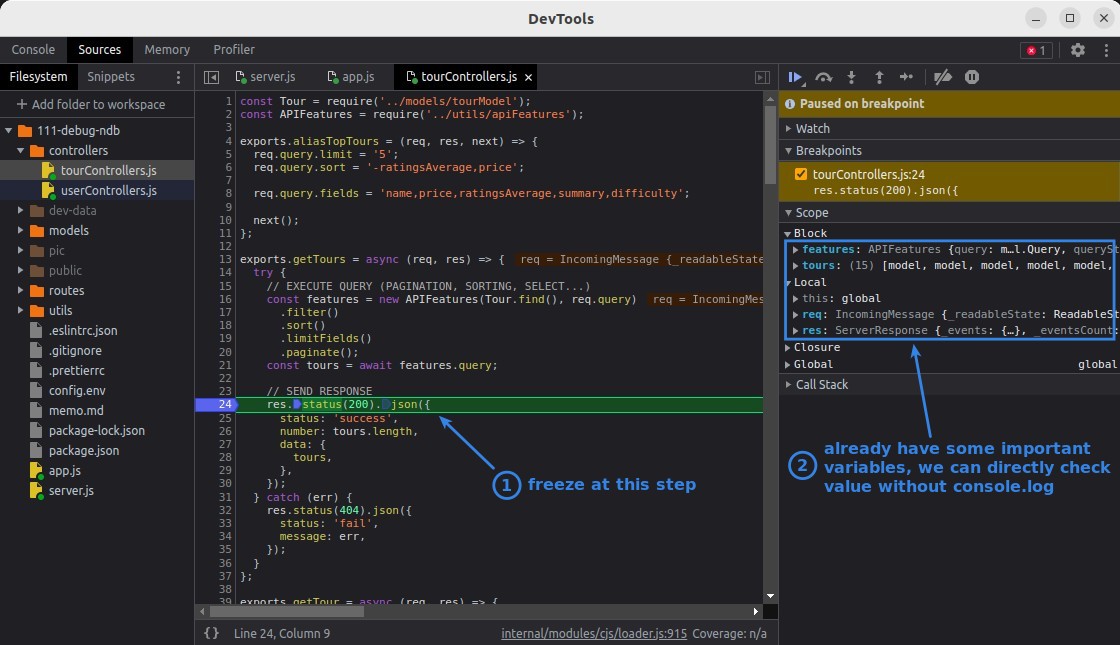 DevTools
Console Sources Memory Profiler 1
Filesystem Snippets
server.js app.js tourControllers.js ×
+ Add folder to workspace
111-debug-ndb
controllers
tourControllers.js
userControllers.js
dev-data
models
pic
public
routes
utils
.eslintrc.json
.gitignore
.prettierrc
config.env
memo.md
package-lock.json
package.json
app.js
server.js
1 const Tour = require('../models/tourModel');
2 const APIFeatures = require('../utils/apiFeatures');
3
4 exports.aliasTopTours = (req, res, next) => {
5 req.query.limit = '5';
6 req.query.sort = '-ratingsAverage,price';
7
8 req.query.fields = 'name,price,ratingsAverage,summary,difficulty';
9
10 next();
11 };
12
13 exports.getTours = async (req, res) => { req = IncomingMessage {_readableState
14 try {
15 // EXECUTE QUERY (PAGINATION, SORTING, SELECT...)
16 const features = new APIFeatures(Tour.find(), req.query) req = IncomingMes
17 .filter()
18 .sort()
19 .limitFields()
20 .paginate();
21 const tours = await features.query;
22
23 // SEND RESPONSE
24 res.status(200).json({
25 status: 'success',
26 number: tours.length,
27 data: {
28 tours,
29 },
30 });
31 } catch (err) {
32 res.status(404).json({
33 status: 'fail',
34 message: err,
35 });
36 }
37 };
38
39 exports.getTour = async (req, res) => {
1 freeze at this step
{} Line 24, Column 9 internal/modules/cjs/loader.js:915 Coverage: n/a
Paused on breakpoint
Watch
Breakpoints
tourControllers.js:24
res.status(200).json({
Scope
Block
features: APIFeatures {query: m…l.Query, querySt
tours: (15) [model, model, model, model, model,
Local
this: global
req: IncomingMessage {_readableState: ReadableSt
res: ServerResponse {_events: {…}, _eventsCount:
Closure
Global global
Call Stack
2 already have some important
variables, we can directly check
value without console.log